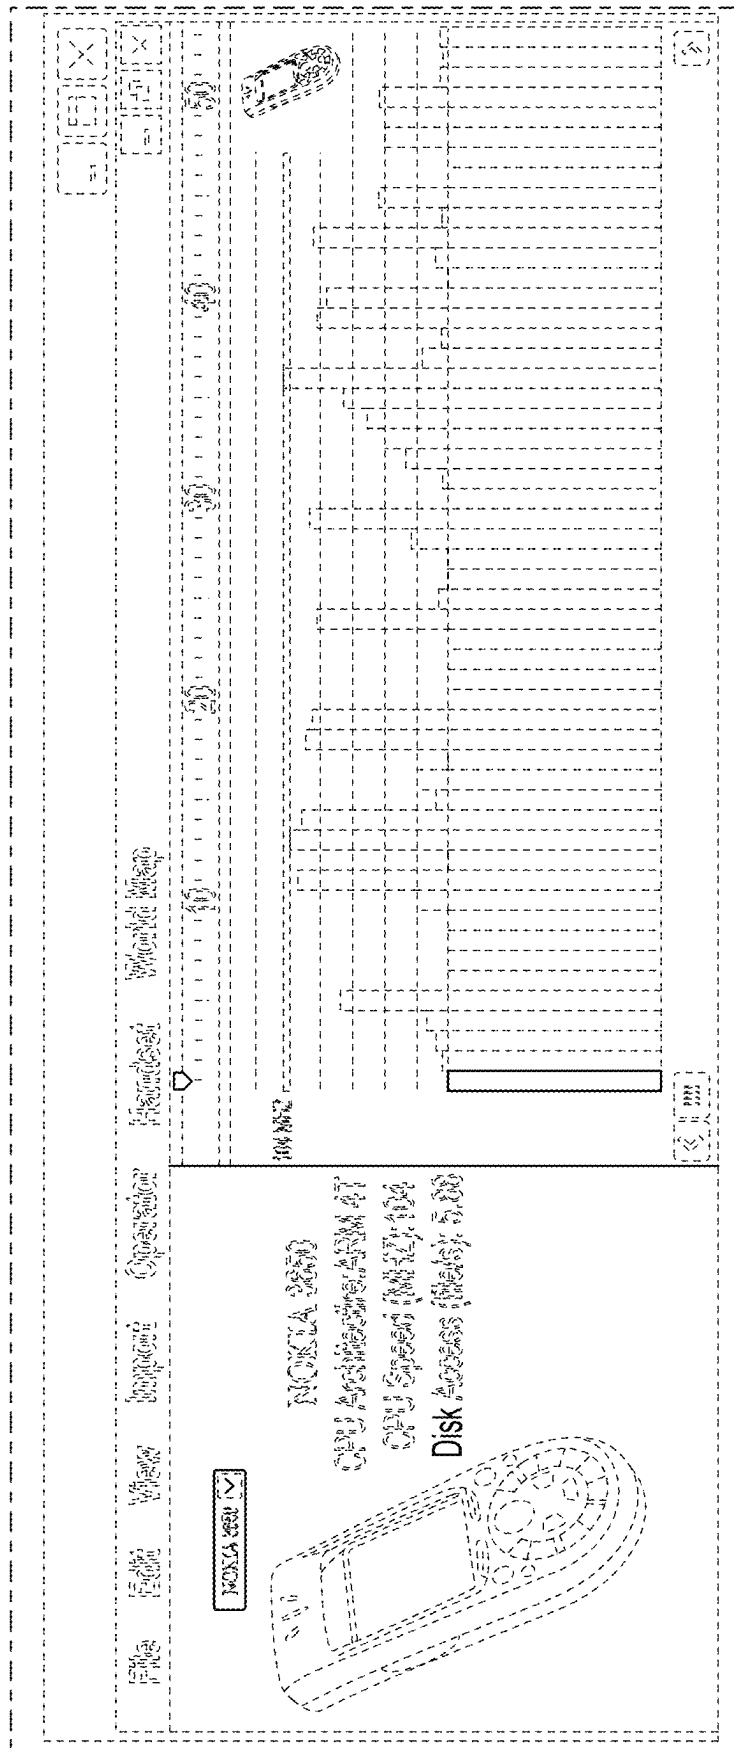 File Edit View Import Operator Handset World Map
NOKIA 3650
NOKIA 3650
CPU Architecture: ARM 4T
CPU Speed (MHZ): 104
Disk Access (files/s): 5.00
10 20 30 40 50
104 MHZ